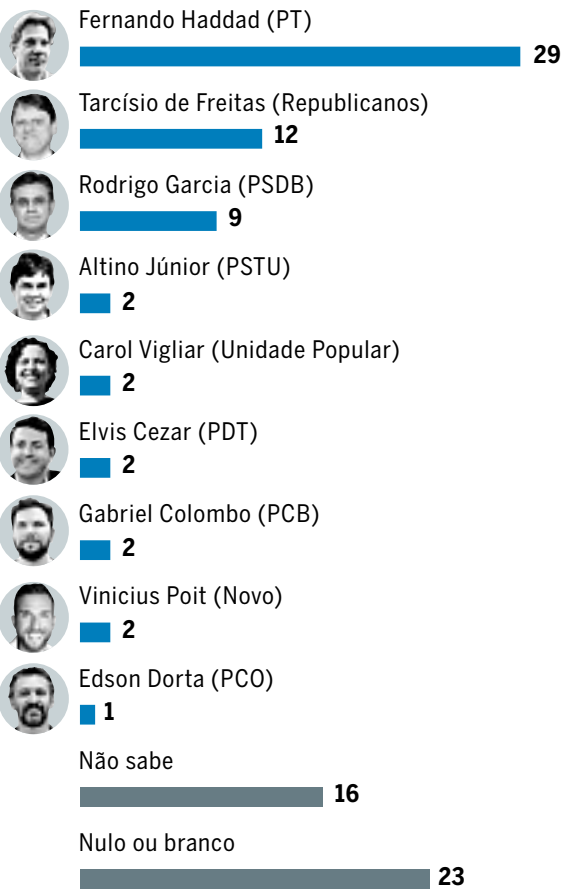 Fernando Haddad (PT)
29
Tarcísio de Freitas (Republicanos)
12
Rodrigo Garcia (PSDB)
9
Altino Júnior (PSTU)
2
Carol Vigliar (Unidade Popular)
2
Elvis Cezar (PDT)
2
Gabriel Colombo (PCB)
2
Vinicius Poit (Novo)
2
Edson Dorta (PCO)
1
Não sabe
16
Nulo ou branco
23